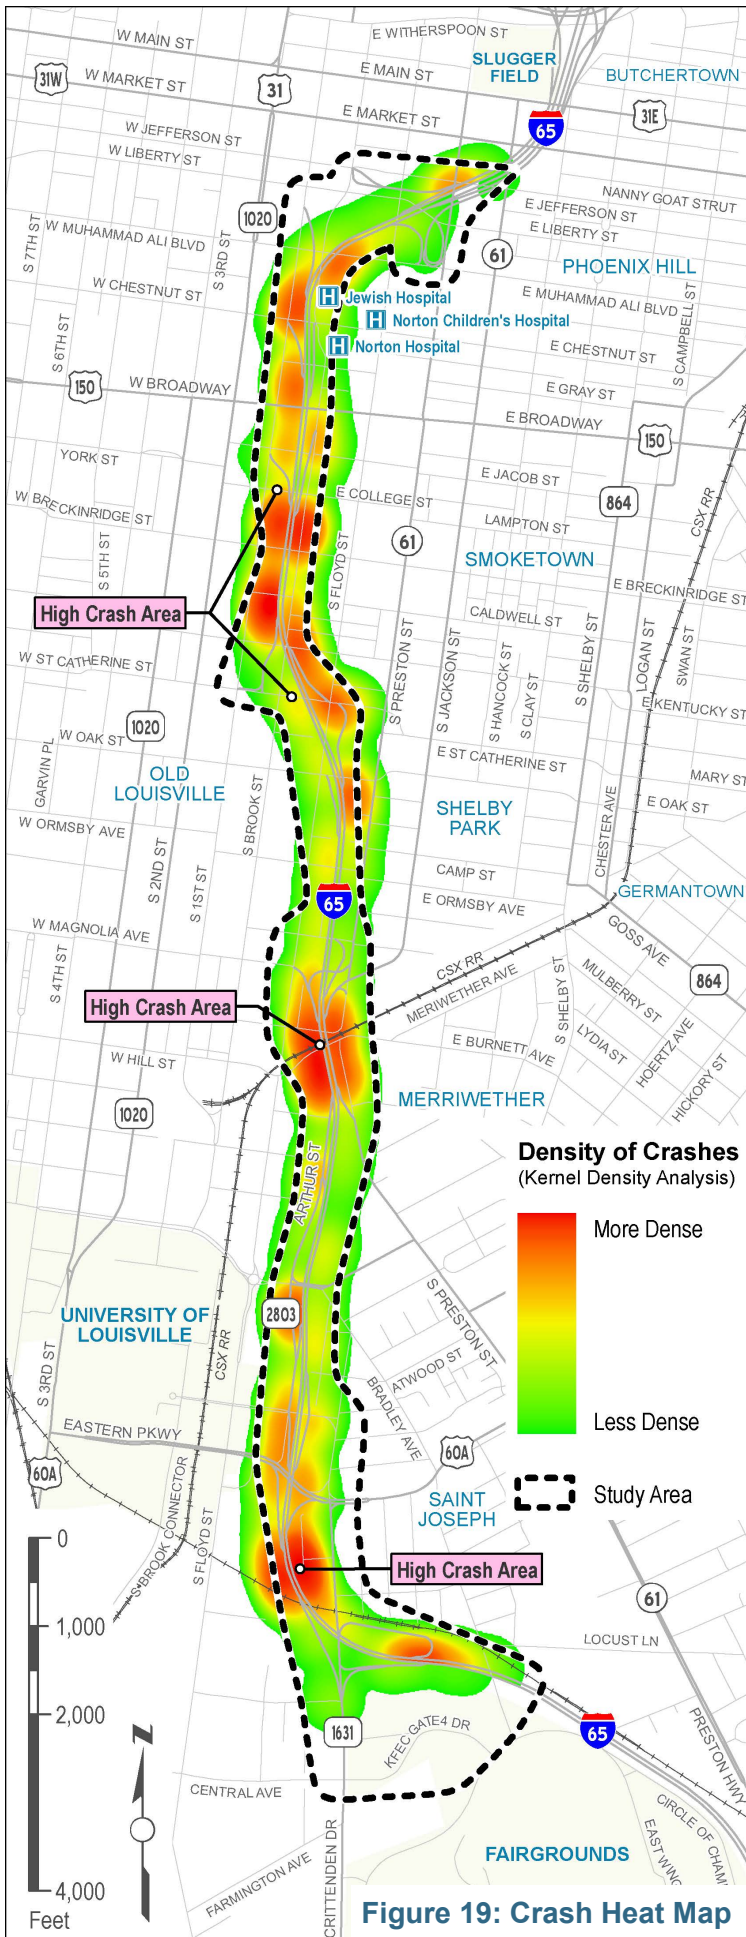 W MAIN ST
E WITHERSPOON ST
SLUGGER
FIELD
BUTCHERTOWN
31W
W MARKET ST
E MAIN ST
31
E MARKET ST
31E
65
W JEFFERSON ST
W LIBERTY ST
NANNY GOAT STRUT
E JEFFERSON ST
E LIBERTY ST
1020
S 7TH ST
W MUHAMMAD ALI BLVD
S 3RD ST
61
PHOENIX HILL
W CHESTNUT ST
H Jewish Hospital
E MUHAMMAD ALI BLVD
S CAMPBELL ST
H Norton Children's Hospital
S 6TH ST
H Norton Hospital
E CHESTNUT ST
150
W BROADWAY
E GRAY ST
E BROADWAY
150
YORK ST
E JACOB ST
W BRECKINRIDGE ST
E COLLEGE ST
864
CSX RR
LAMPTON ST
S 5TH ST
S FLOYD ST
61
SMOKETOWN
E BRECKINRIDGE ST
High Crash Area
CALDWELL ST
S PRESTON ST
S JACKSON ST
S HANCOCK ST
S CLAY ST
S SHELBY ST
LOGAN ST
SWAN ST
W ST CATHERINE ST
E KENTUCKY ST
1020
W OAK ST
E ST CATHERINE ST
GARVIN PL
OLD
LOUISVILLE
MARY ST
S BROOK ST
SHELBY
PARK
CHESTER AVE
E OAK ST
W ORMSBY AVE
S 2ND ST
S 1ST ST
CAMP ST
65
E ORMSBY AVE
GERMANTOWN
W MAGNOLIA AVE
GOSS AVE
S 4TH ST
CSX RR
MERIWETHER AVE
S SHELBY ST
MULBERRY ST
864
High Crash Area
W HILL ST
E BURNETT AVE
LYDIA ST
HOERTZ AVE
HICKORY ST
1020
MERRIWETHER
ARTHUR ST
Density of Crashes
(Kernel Density Analysis)
More Dense
Less Dense
Study Area
2803
UNIVERSITY OF
LOUISVILLE
CSX RR
S PRESTON ST
ATWOOD ST
BRADLEY AVE
S 3RD ST
EASTERN PKWY
60A
60A
S BROOK CONNECTOR
S FLOYD ST
SAINT
JOSEPH
High Crash Area
61
LOCUST LN
0
1,000
2,000
4,000
Feet
Z
1631
KFEC GATE4 DR
65
PRESTON HWY
CENTRAL AVE
CRITTENDEN DR
FARMINGTON AVE
FAIRGROUNDS
EAST WING
CIRCLE OF CHAM
Figure 19: Crash Heat Map